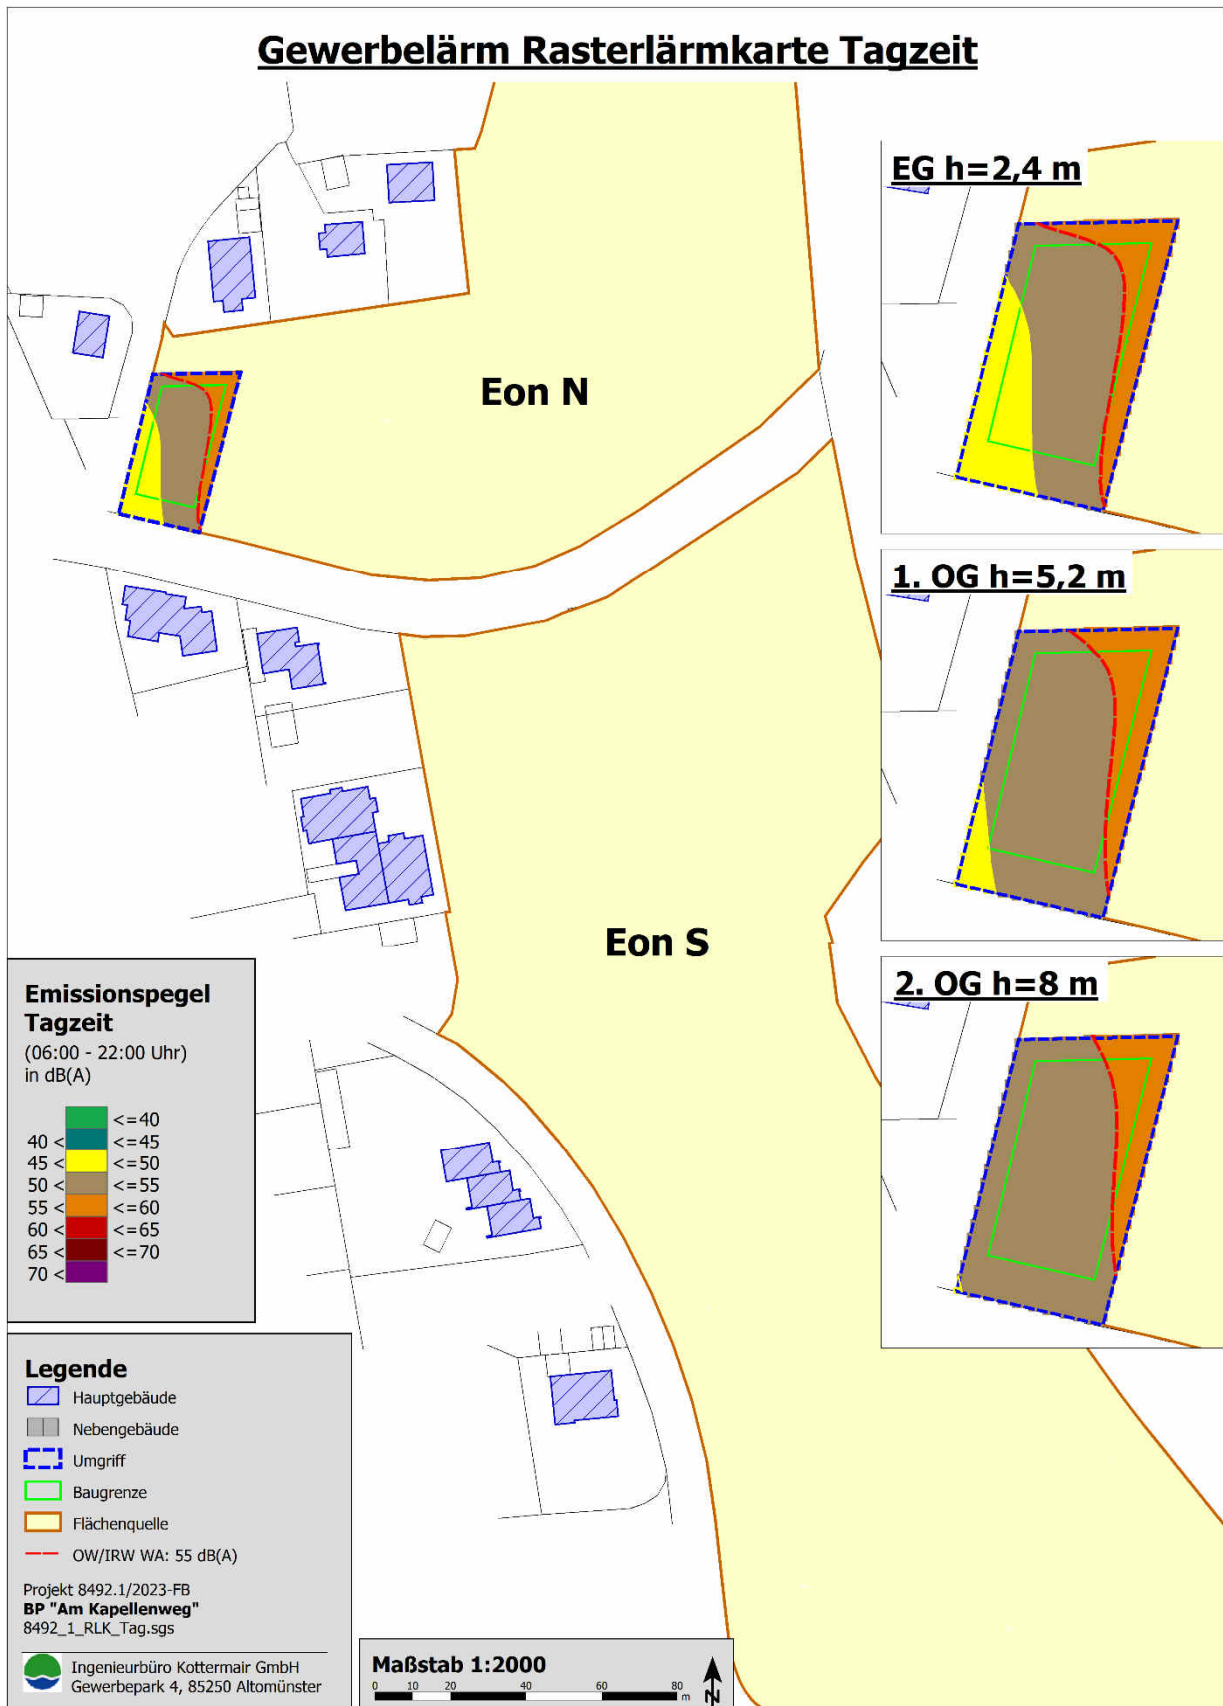 Gewerbelärm Rasterlärmkarte Tagzeit
EG h=2,4 m
Eon N
1. OG h=5,2 m
Eon S
2. OG h=8 m
Emissionspegel
Tagzeit
(06:00 - 22:00 Uhr)
in dB(A)
<=40
40 < <=45
45 < <=50
50 < <=55
55 < <=60
60 < <=65
65 < <=70
70 <
Legende
Hauptgebäude
Nebengebäude
Umgriff
Baugrenze
Flächenquelle
OW/IRW WA: 55 dB(A)
Projekt 8492.1/2023-FB
BP "Am Kapellenweg"
8492_1_RLK_Tag.sgs
Ingenieurbüro Kottermair GmbH
Gewerbepark 4, 85250 Altomünster
Maßstab 1:2000
0 10 20 40 60 80
m
N